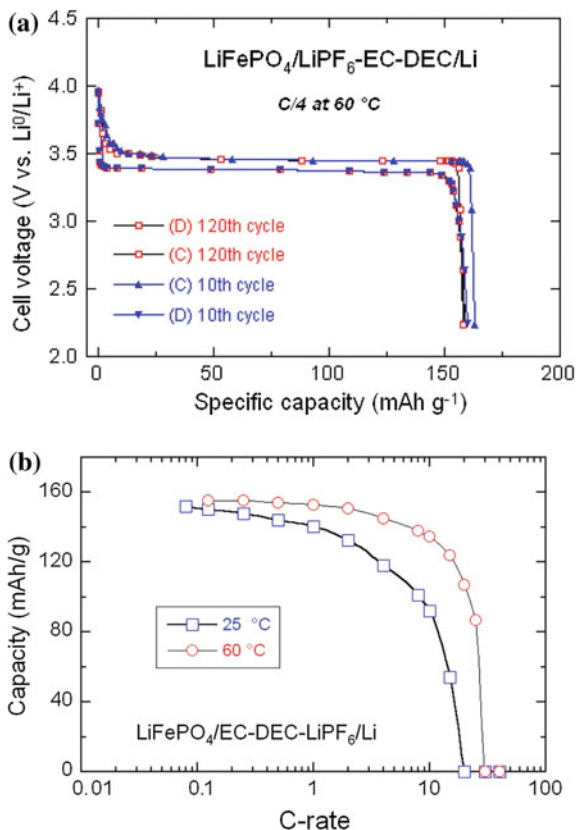 (a)
4.5
4.0
3.5
3.0
2.5
2.0
Cell voltage (V vs. Li⁰/Li⁺)
LiFePO₄/LiPF₆-EC-DEC/Li
C/4 at 60 °C
(D) 120th cycle
(C) 120th cycle
(C) 10th cycle
(D) 10th cycle
0 50 100 150 200
Specific capacity (mAh g⁻¹)
(b)
160
120
80
40
0
Capacity (mAh/g)
25 °C
60 °C
LiFePO₄/EC-DEC-LiPF₆/Li
0.01 0.1 1 10 100
C-rate